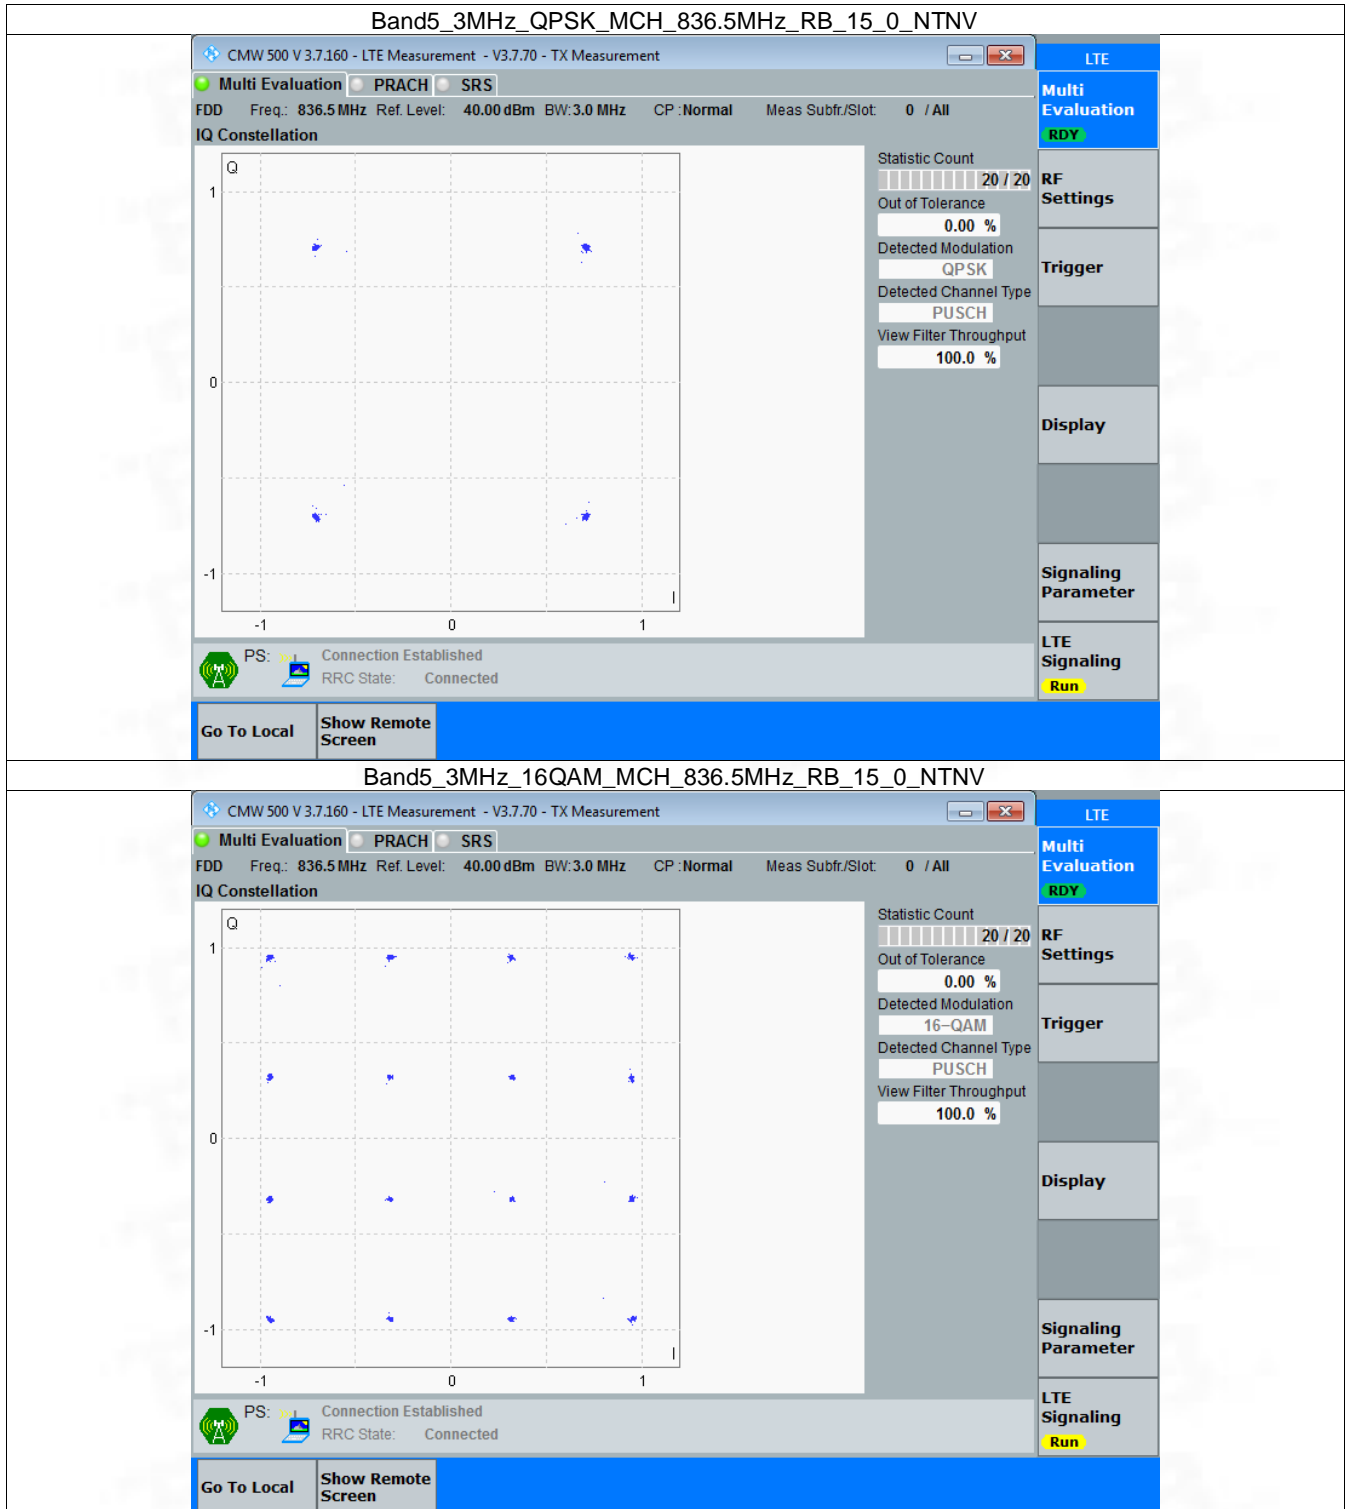 Band5_3MHz_QPSK_MCH_836.5MHz_RB_15_0_NTNV
CMW 500 V 3.7.160 - LTE Measurement - V3.7.70 - TX Measurement
LTE
Multi Evaluation PRACH SRS
Multi
Evaluation
RDY
FDD Freq.: 836.5 MHz Ref. Level: 40.00 dBm BW: 3.0 MHz CP : Normal Meas Subfr./Slot: 0 / All
IQ Constellation
Q
1
0
-1
I
-1 0 1
Statistic Count
20 / 20
Out of Tolerance
0.00 %
Detected Modulation
QPSK
Detected Channel Type
PUSCH
View Filter Throughput
100.0 %
RF
Settings
Trigger
Display
Signaling
Parameter
LTE
Signaling
Run
PS: Connection Established
RRC State: Connected
Go To Local
Show Remote
Screen
Band5_3MHz_16QAM_MCH_836.5MHz_RB_15_0_NTNV
CMW 500 V 3.7.160 - LTE Measurement - V3.7.70 - TX Measurement
LTE
Multi Evaluation PRACH SRS
Multi
Evaluation
RDY
FDD Freq.: 836.5 MHz Ref. Level: 40.00 dBm BW: 3.0 MHz CP : Normal Meas Subfr./Slot: 0 / All
IQ Constellation
Q
1
0
-1
I
-1 0 1
Statistic Count
20 / 20
Out of Tolerance
0.00 %
Detected Modulation
16-QAM
Detected Channel Type
PUSCH
View Filter Throughput
100.0 %
RF
Settings
Trigger
Display
Signaling
Parameter
LTE
Signaling
Run
PS: Connection Established
RRC State: Connected
Go To Local
Show Remote
Screen